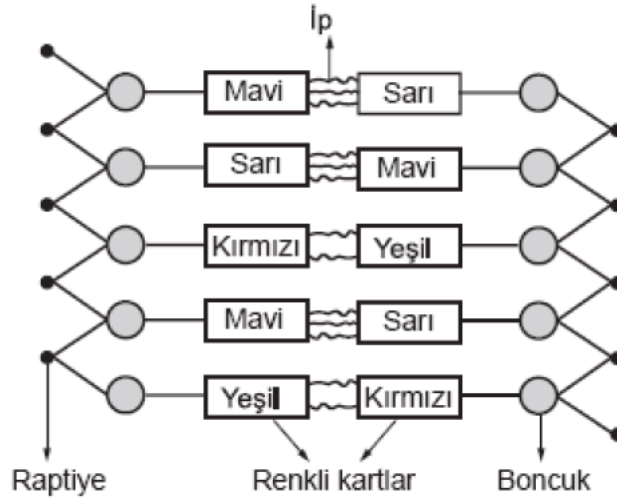 İp
Mavi Sarı
Sarı Mavi
Kırmızı Yeşil
Mavi Sarı
Yeşil Kırmızı
Raptiye Renkli kartlar Boncuk